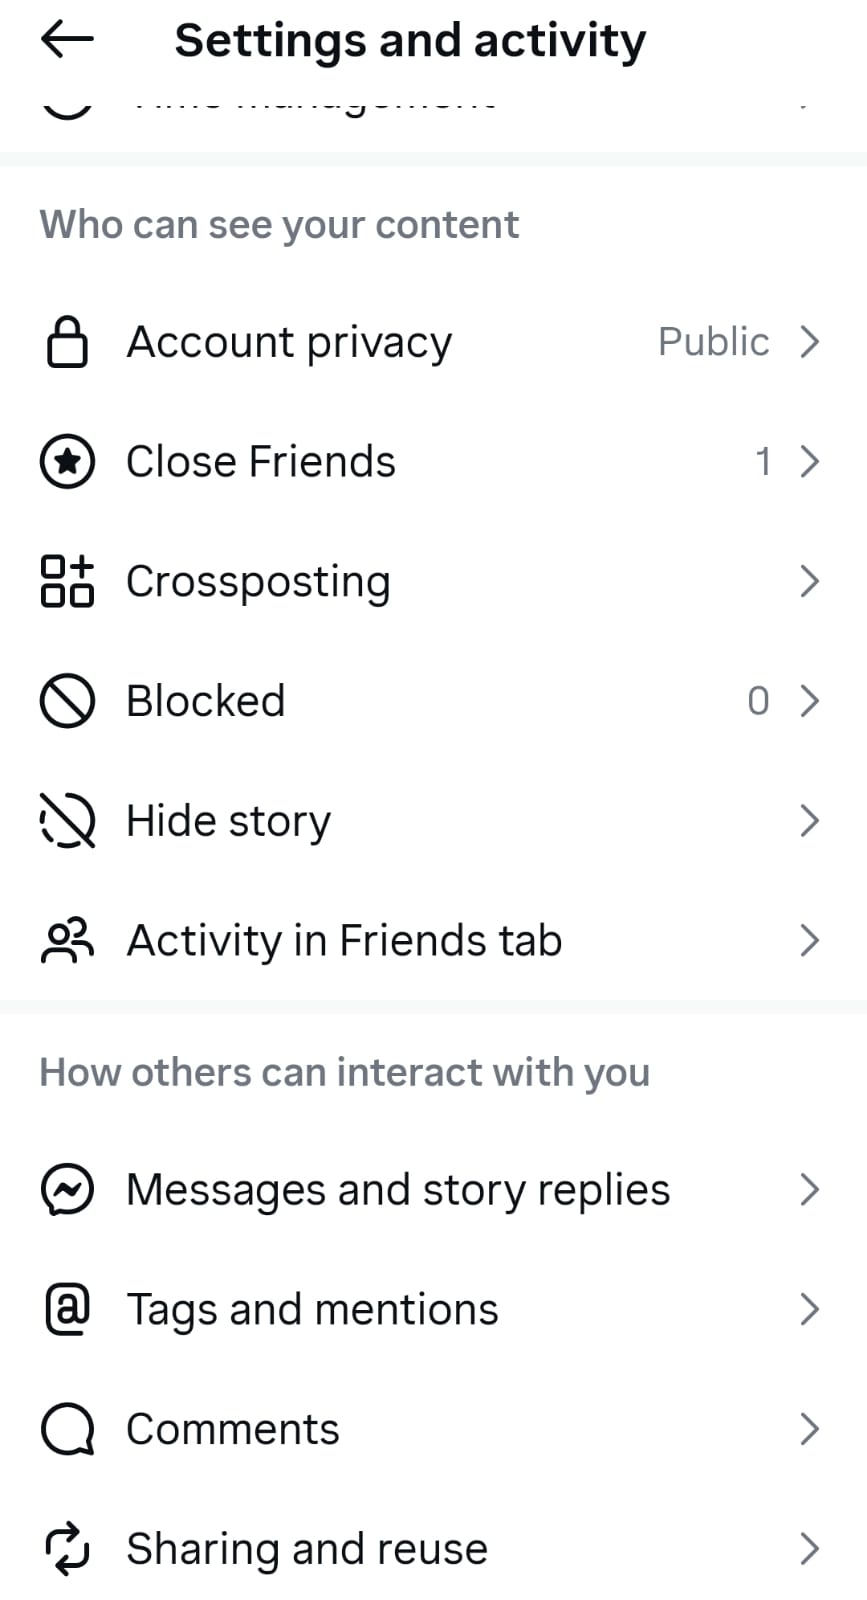 Settings and activity
Who can see your content
Account privacy Public
Close Friends 1
Crossposting
Blocked 0
Hide story
Activity in Friends tab
How others can interact with you
Messages and story replies
Tags and mentions
Comments
Sharing and reuse